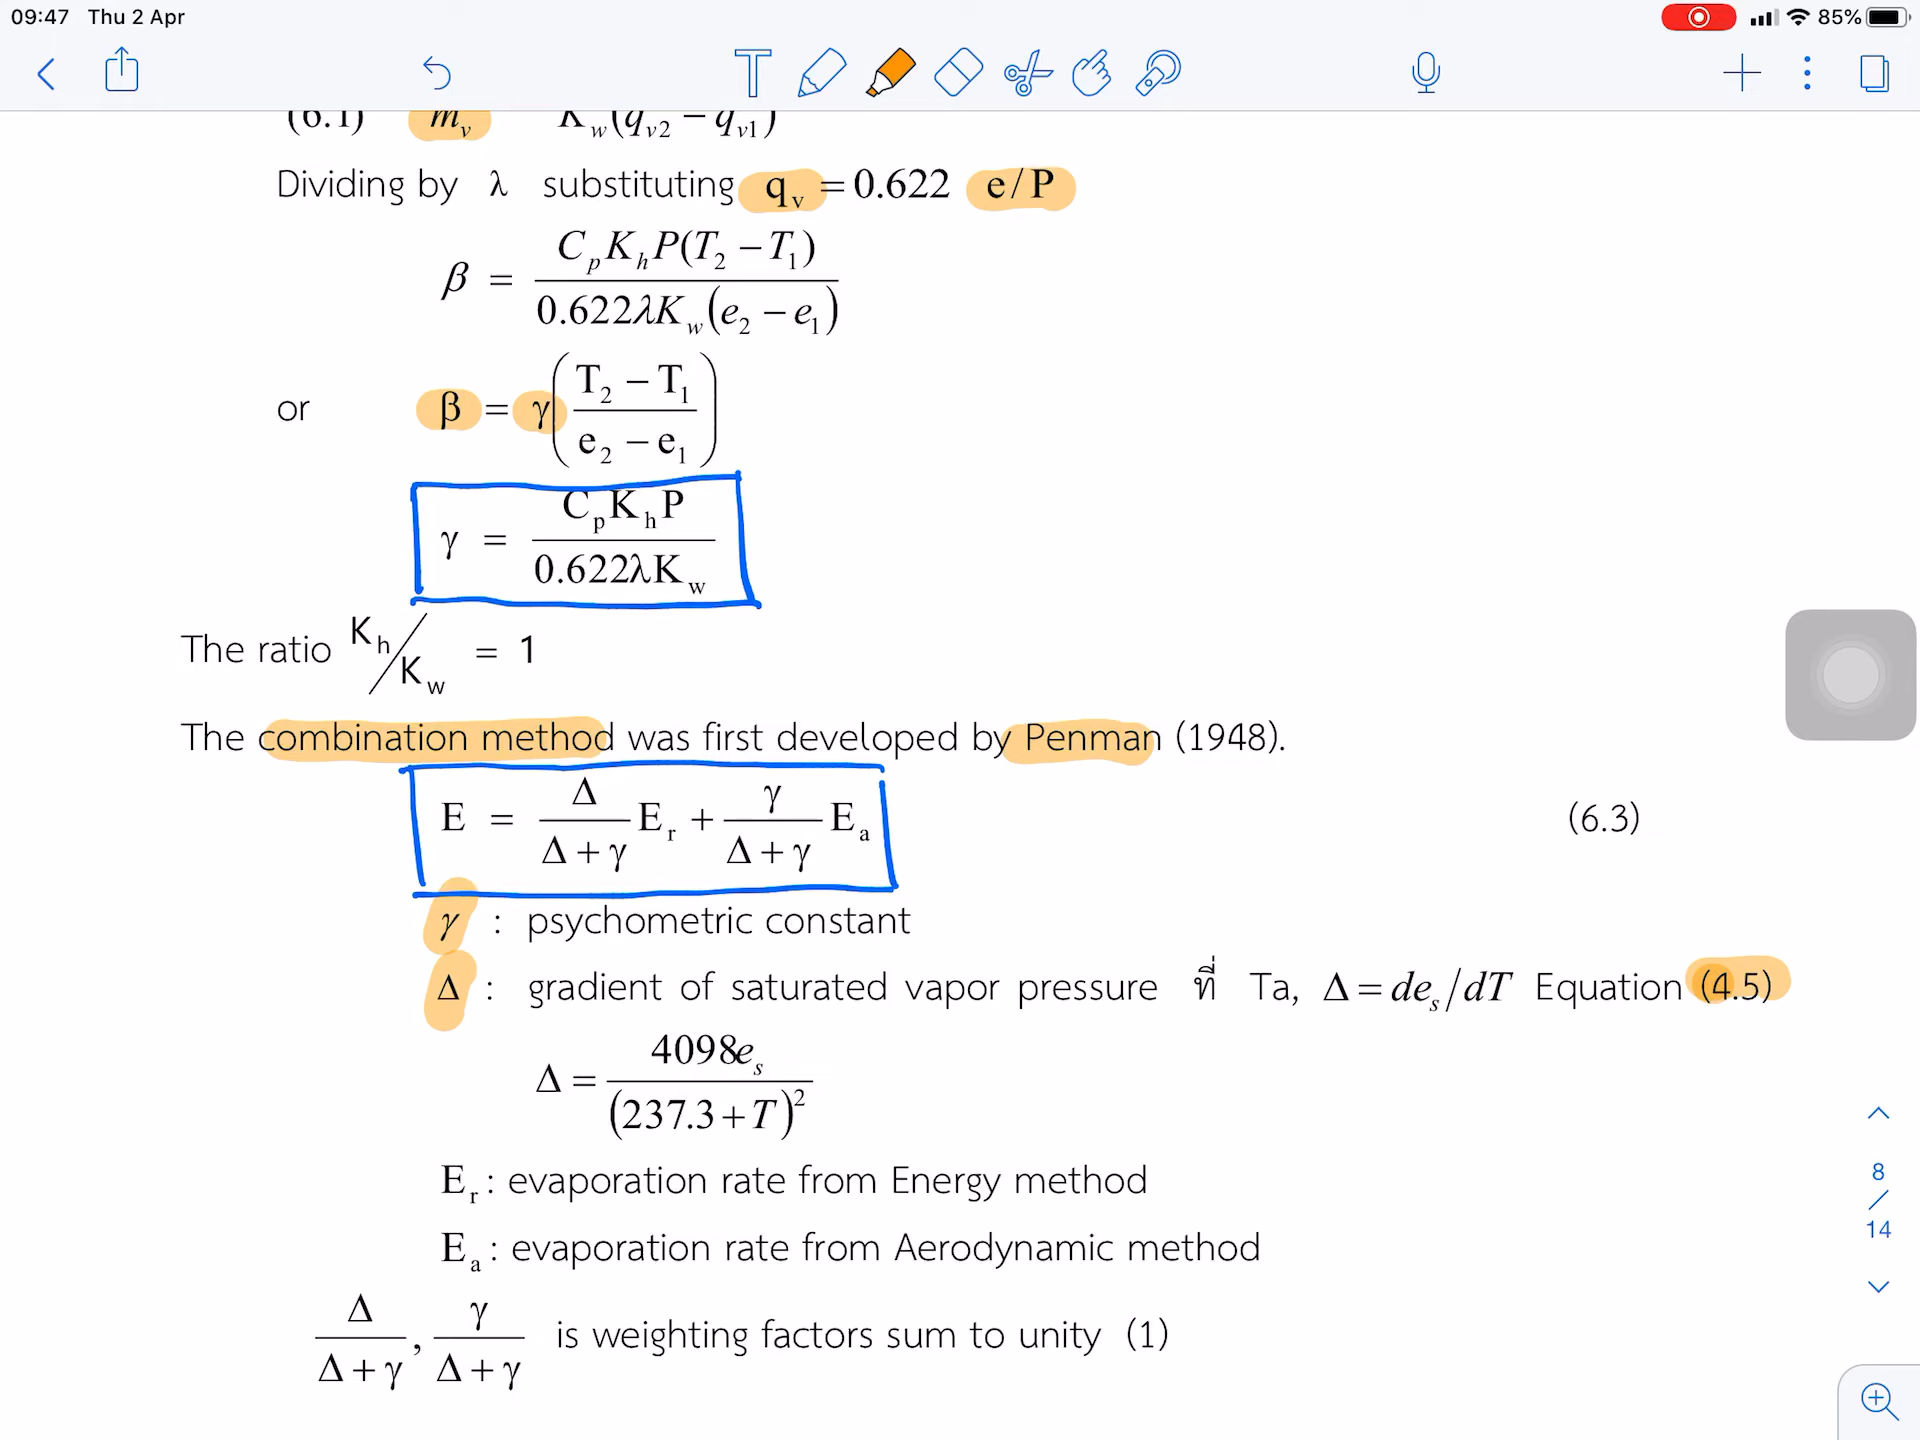 09:47 Thu 2 Apr 85%
(6.1) m_v K_w(q_v2 − q_v1)
Dividing by λ substituting q_v = 0.622 e/P
β = C_p K_h P(T_2 − T_1) / 0.622λK_w(e_2 − e_1)
or β = γ((T_2 − T_1) / (e_2 − e_1))
γ = C_p K_h P / 0.622λK_w
The ratio K_h/K_w = 1
The combination method was first developed by Penman (1948).
E = Δ/(Δ + γ) E_r + γ/(Δ + γ) E_a (6.3)
γ : psychometric constant
Δ : gradient of saturated vapor pressure ที่ Ta, Δ = de_s/dT Equation (4.5)
Δ = 4098e_s / (237.3 + T)^2
E_r : evaporation rate from Energy method
E_a : evaporation rate from Aerodynamic method
Δ/(Δ + γ), γ/(Δ + γ) is weighting factors sum to unity (1)
8
/
14